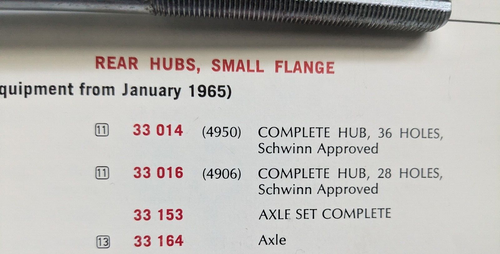 REAR HUBS, SMALL FLANGE
quipment from January 1965)
11 33 014 (4950) COMPLETE HUB, 36 HOLES,
Schwinn Approved
11 33 016 (4906) COMPLETE HUB, 28 HOLES,
Schwinn Approved
33 153 AXLE SET COMPLETE
13 33 164 Axle